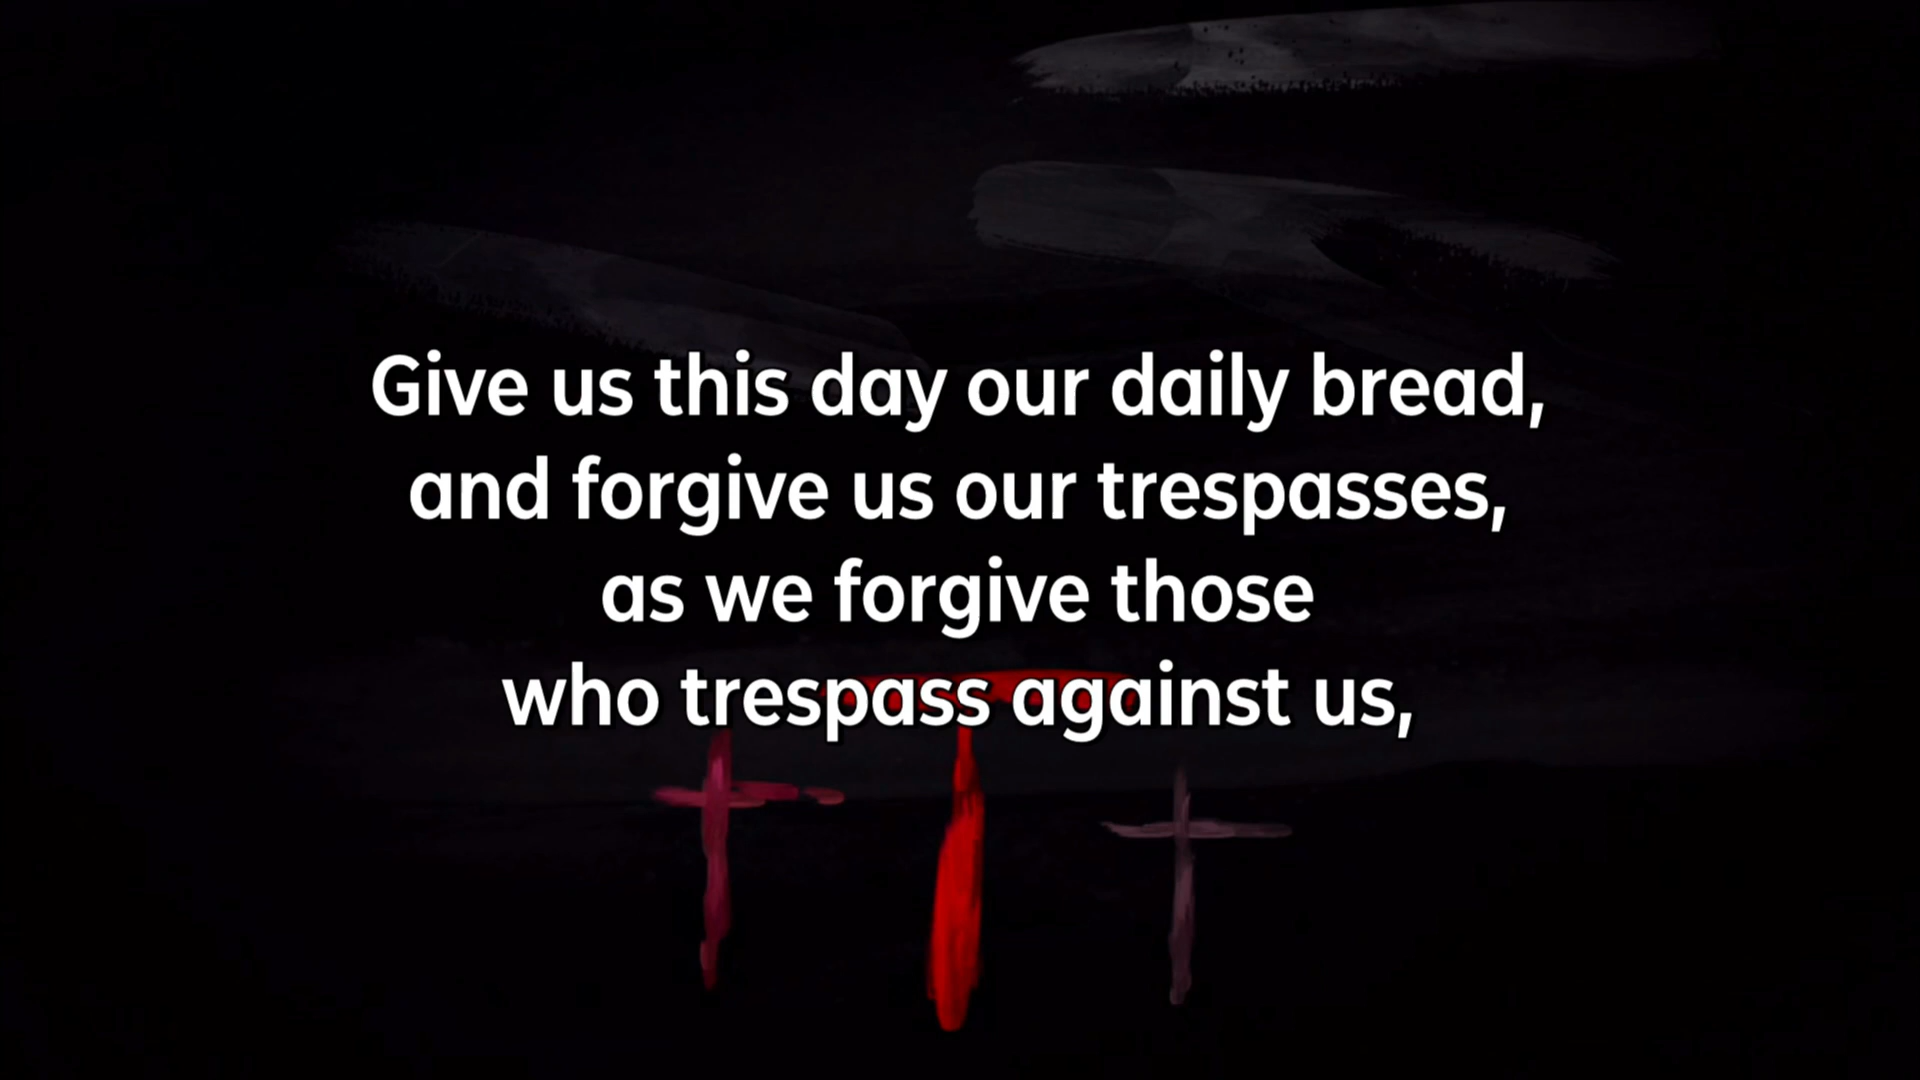 Give us this day our daily bread,
and forgive us our trespasses,
as we forgive those
who trespass against us,